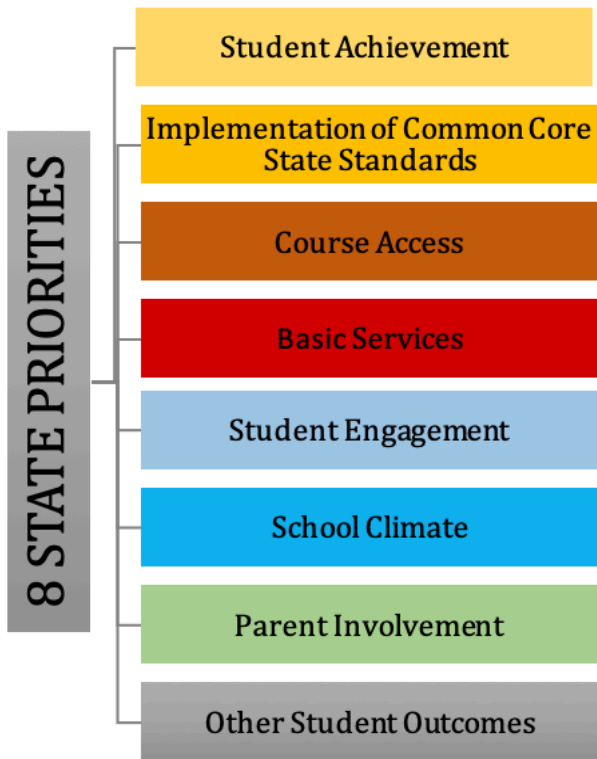 8 STATE PRIORITIES
Student Achievement
Implementation of Common Core
State Standards
Course Access
Basic Services
Student Engagement
School Climate
Parent Involvement
Other Student Outcomes